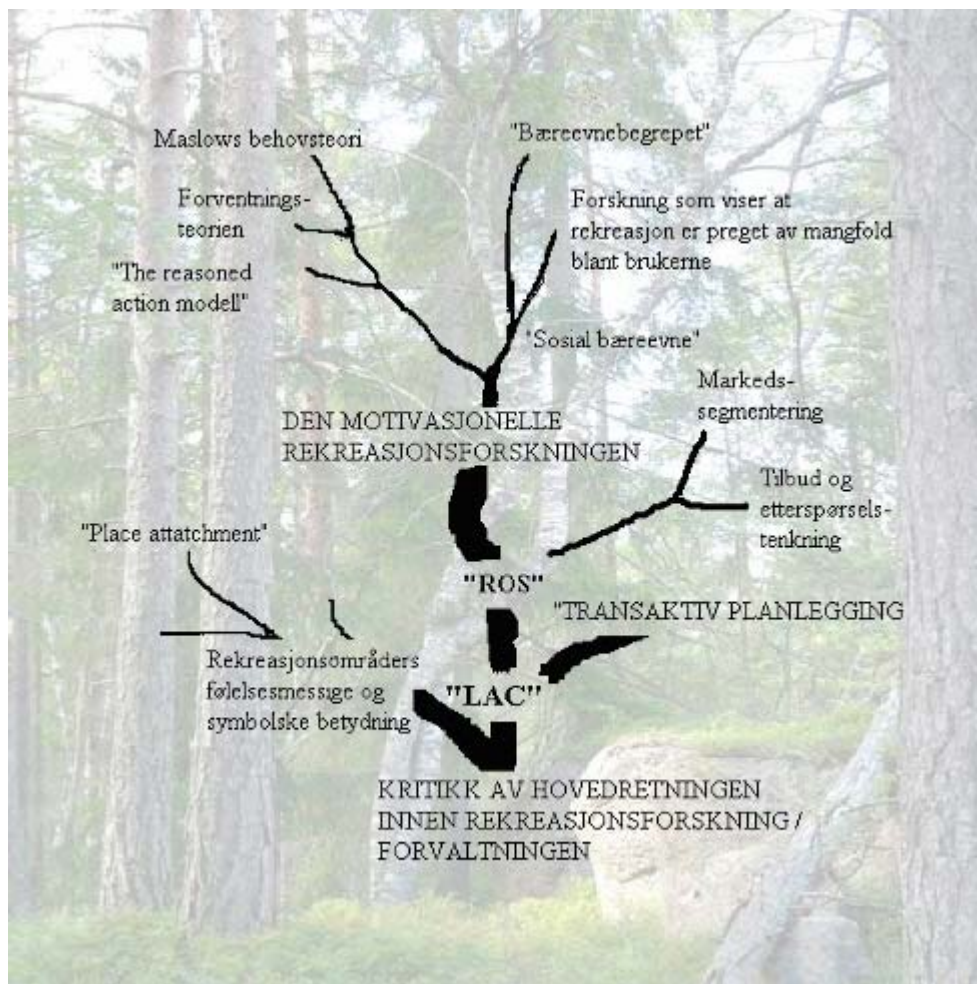 Maslows behovsteori
"Bæreevnebegrepet"
Forventnings-
teorien
Forskning som viser at
rekreasjon er preget av mangfold
blant brukerne
"The reasoned
action modell"
"Sosial bæreevne"
Markeds-
segmentering
DEN MOTIVASJONELLE
REKREASJONSFORSKNINGEN
Tilbud og
etterspørsels-
tenkning
"Place attatchment"
"ROS"
"TRANSAKTIV PLANLEGGING
Rekreasjonsområders
følelsesmessige og
symbolske betydning
"LAC"
KRITIKK AV HOVEDRETNINGEN
INNEN REKREASJONSFORSKNING /
FORVALTNINGEN